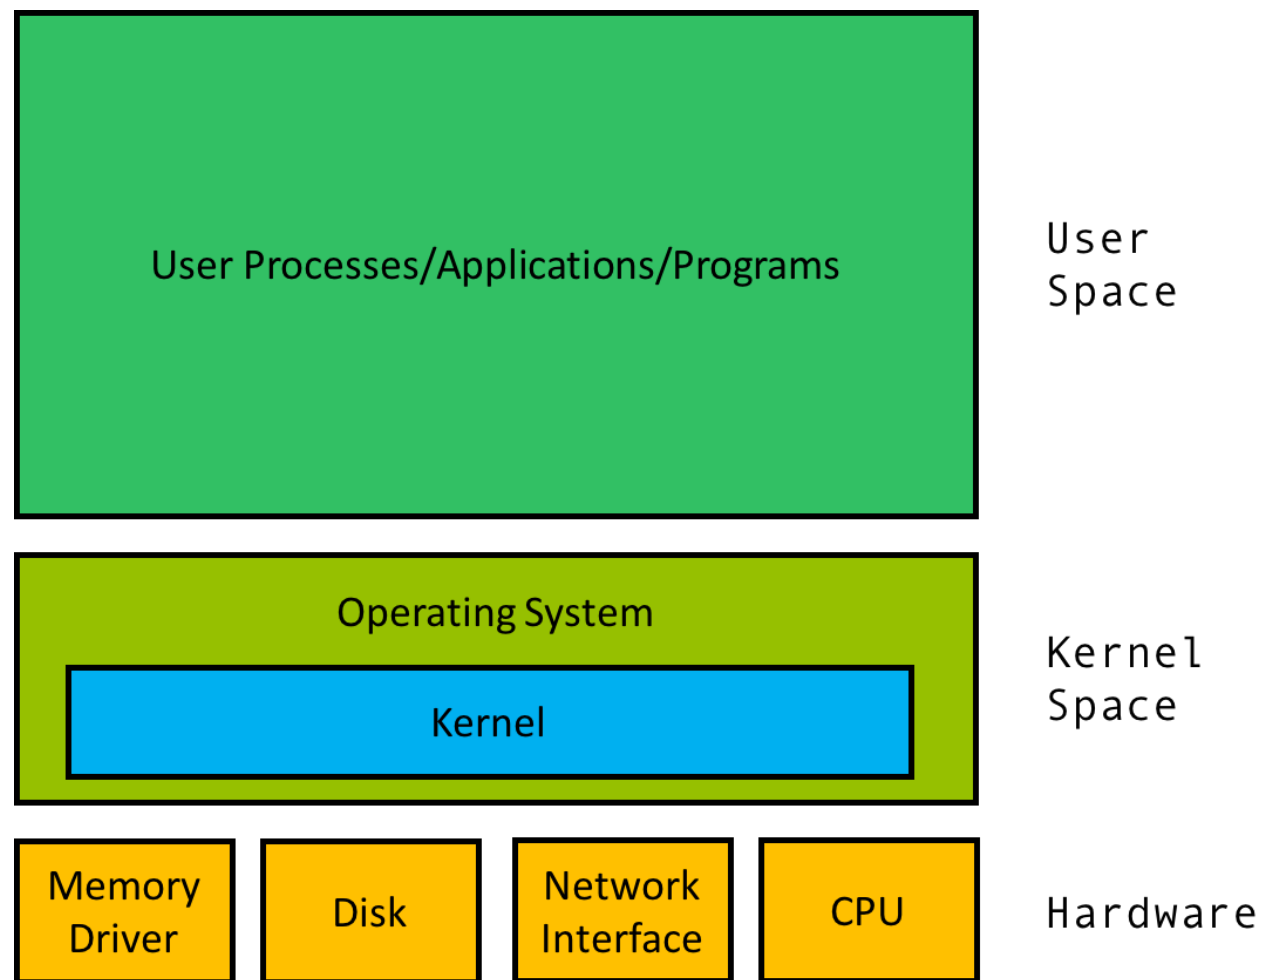 User Processes/Applications/Programs
User
Space
Operating System
Kernel
Kernel
Space
Memory
Driver
Disk
Network
Interface
CPU
Hardware